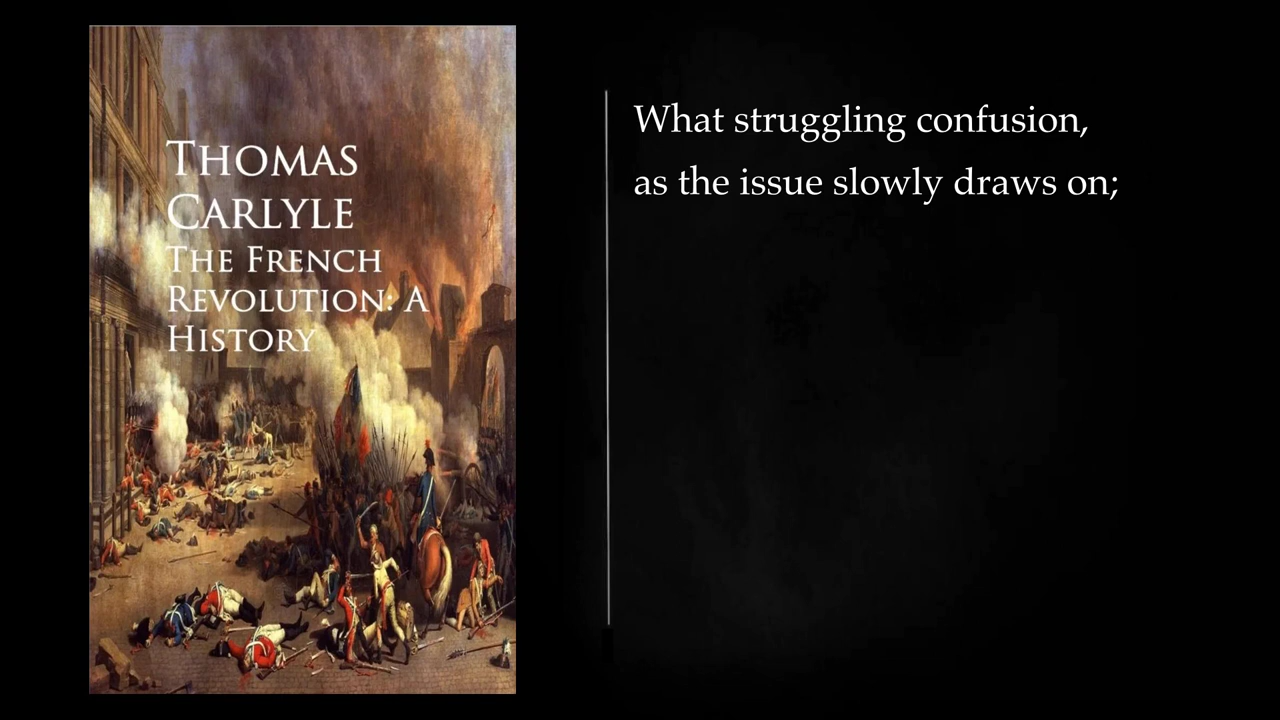 THOMAS
CARLYLE
THE FRENCH
REVOLUTION: A
HISTORY
What struggling confusion,
as the issue slowly draws on;